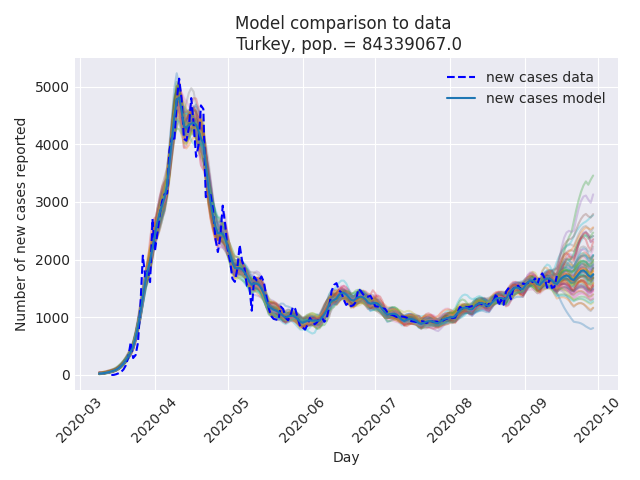 Model comparison to data
Turkey, pop. = 84339067.0
new cases data
new cases model
Number of new cases reported
5000
4000
3000
2000
1000
0
2020-03
2020-04
2020-05
2020-06
2020-07
2020-08
2020-09
2020-10
Day